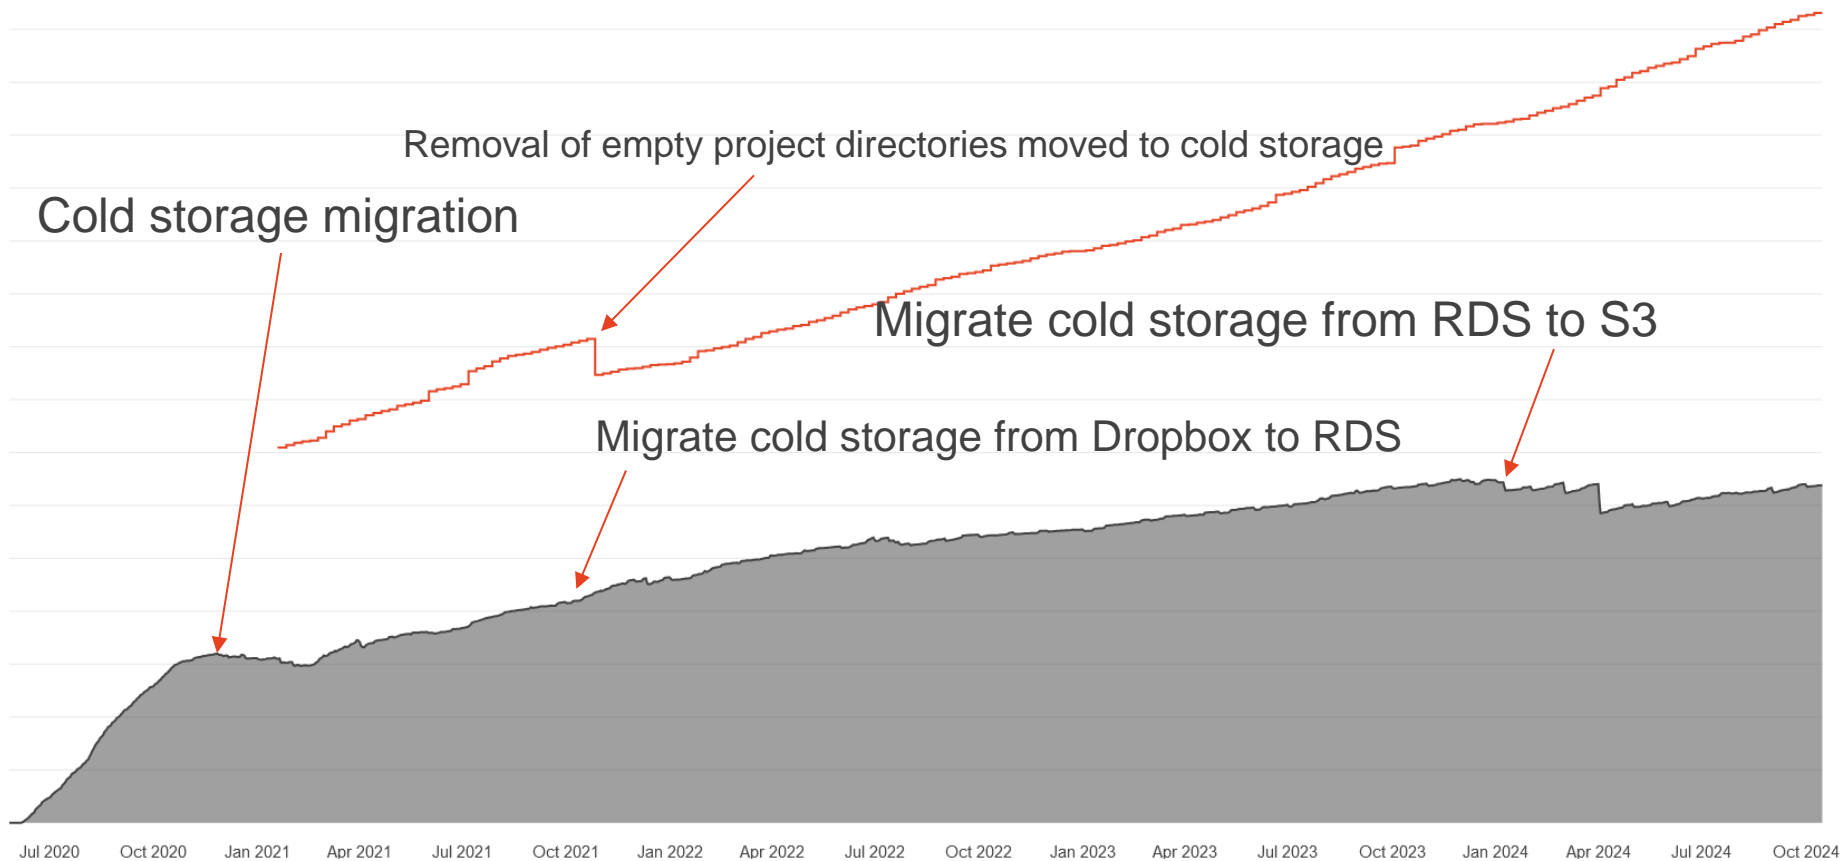 Removal of empty project directories moved to cold storage
Cold storage migration
Migrate cold storage from RDS to S3
Migrate cold storage from Dropbox to RDS
Jul 2020 Oct 2020 Jan 2021 Apr 2021 Jul 2021 Oct 2021 Jan 2022 Apr 2022 Jul 2022 Oct 2022 Jan 2023 Apr 2023 Jul 2023 Oct 2023 Jan 2024 Apr 2024 Jul 2024 Oct 2024